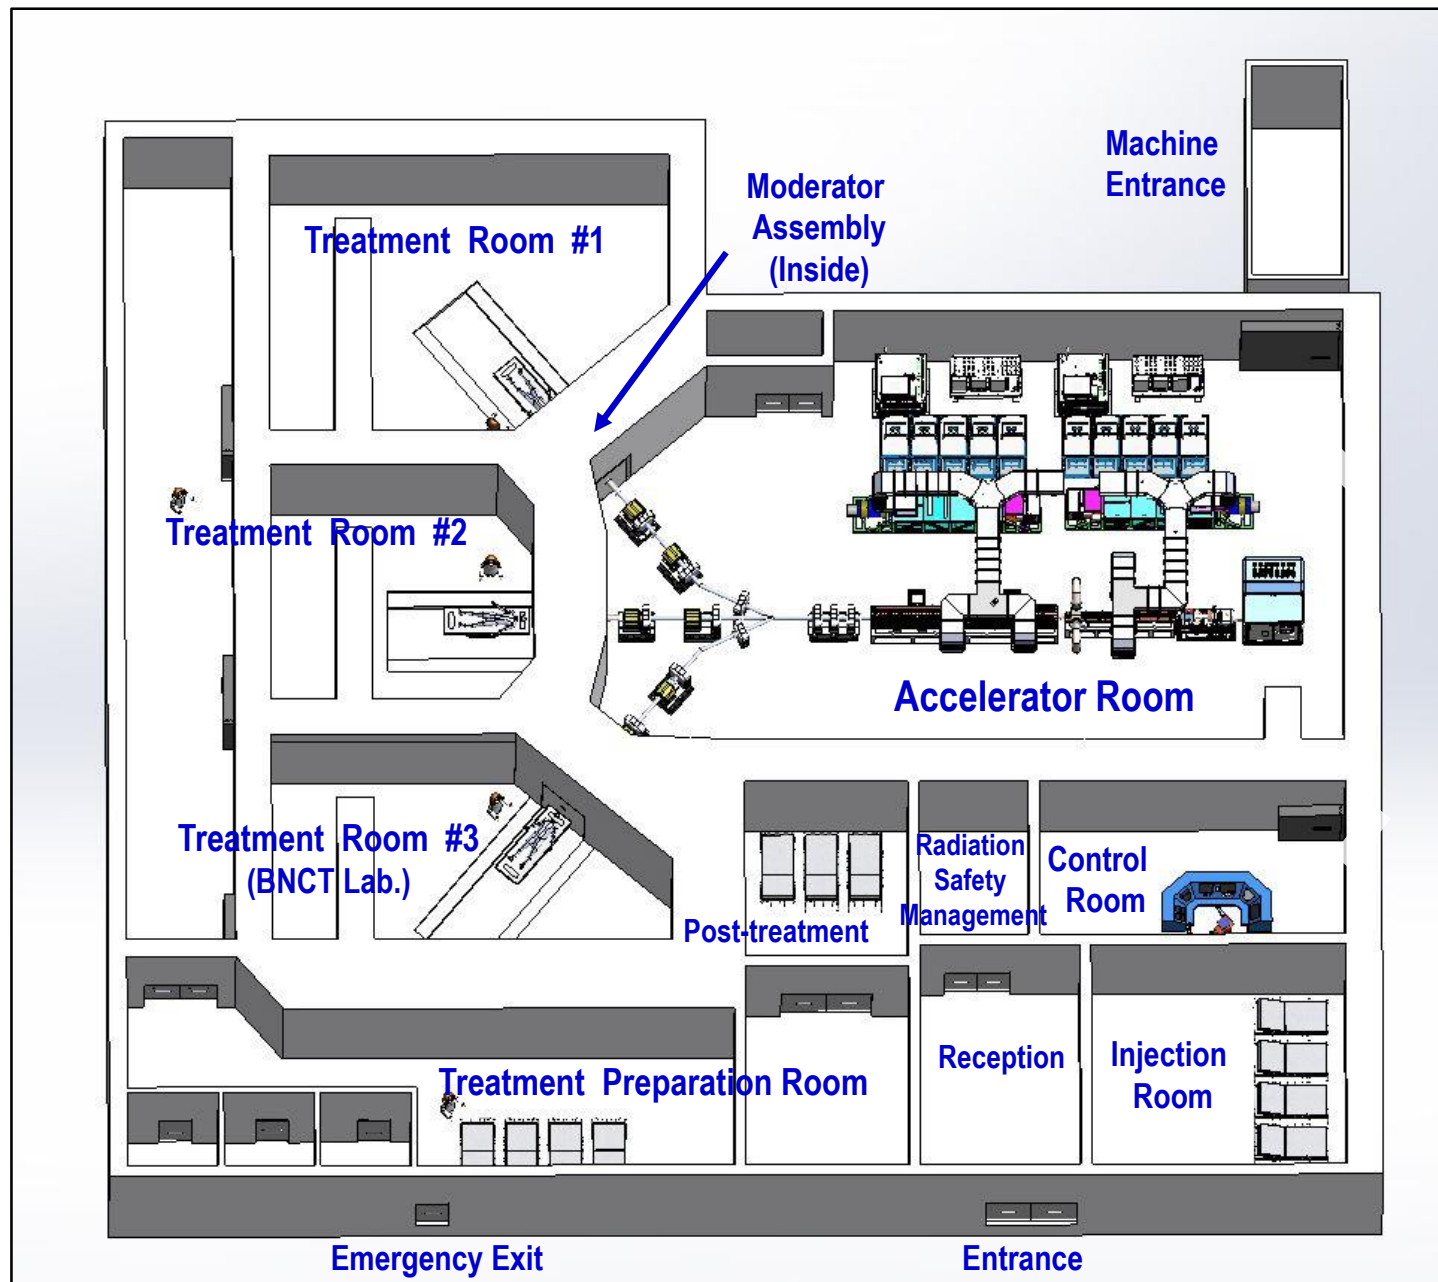 Machine
Entrance
Moderator
Assembly
(Inside)
Treatment Room #1
Treatment Room #2
Accelerator Room
Treatment Room #3
(BNCT Lab.)
Radiation
Safety
Management
Control
Room
Post-treatment
Reception
Injection
Room
Treatment Preparation Room
Emergency Exit
Entrance